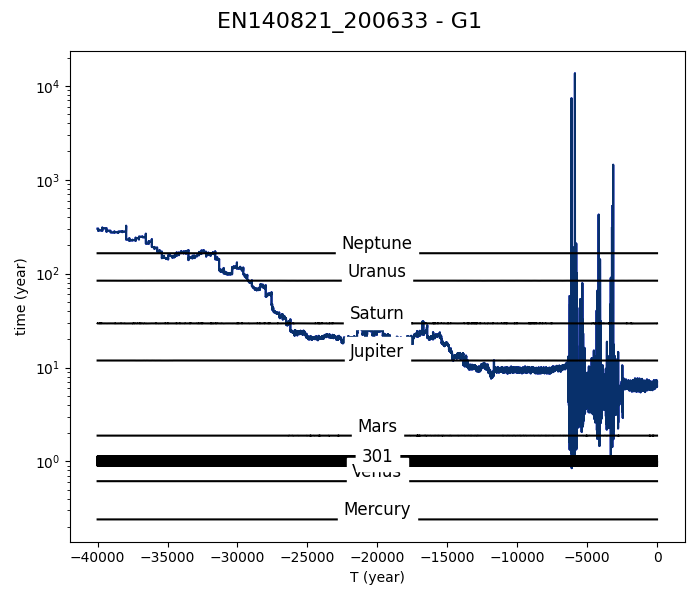 EN140821_200633 - G1
10⁴
10³
10²
10¹
10⁰
time (year)
Neptune
Uranus
Saturn
Jupiter
Mars
301
Venus
Mercury
−40000 −35000 −30000 −25000 −20000 −15000 −10000 −5000 0
T (year)